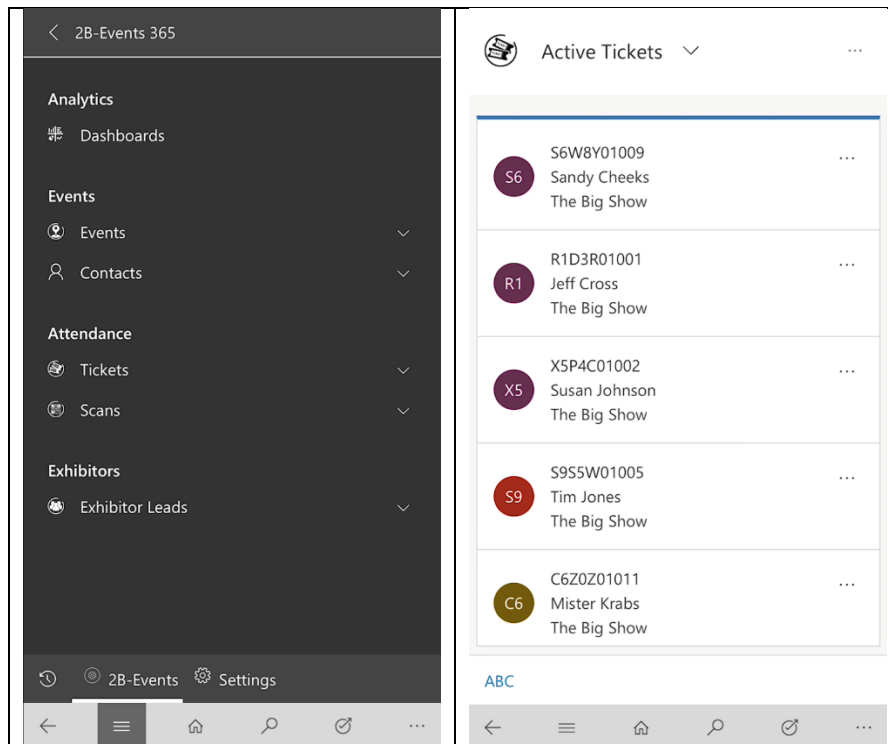 2B-Events 365
Analytics
Dashboards
Events
Events
Contacts
Attendance
Tickets
Scans
Exhibitors
Exhibitor Leads
2B-Events
Settings
Active Tickets
S6
S6W8Y01009
Sandy Cheeks
The Big Show
R1
R1D3R01001
Jeff Cross
The Big Show
X5
X5P4C01002
Susan Johnson
The Big Show
S9
S9S5W01005
Tim Jones
The Big Show
C6
C6Z0Z01011
Mister Krabs
The Big Show
ABC